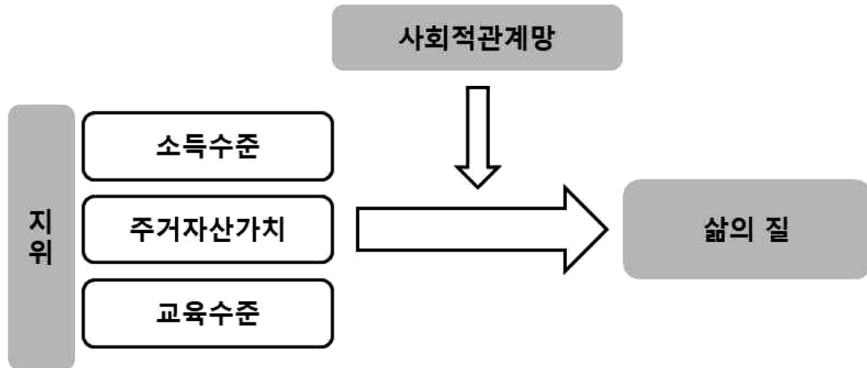 사회적관계망
지위
소득수준
주거자산가치
교육수준
삶의 질